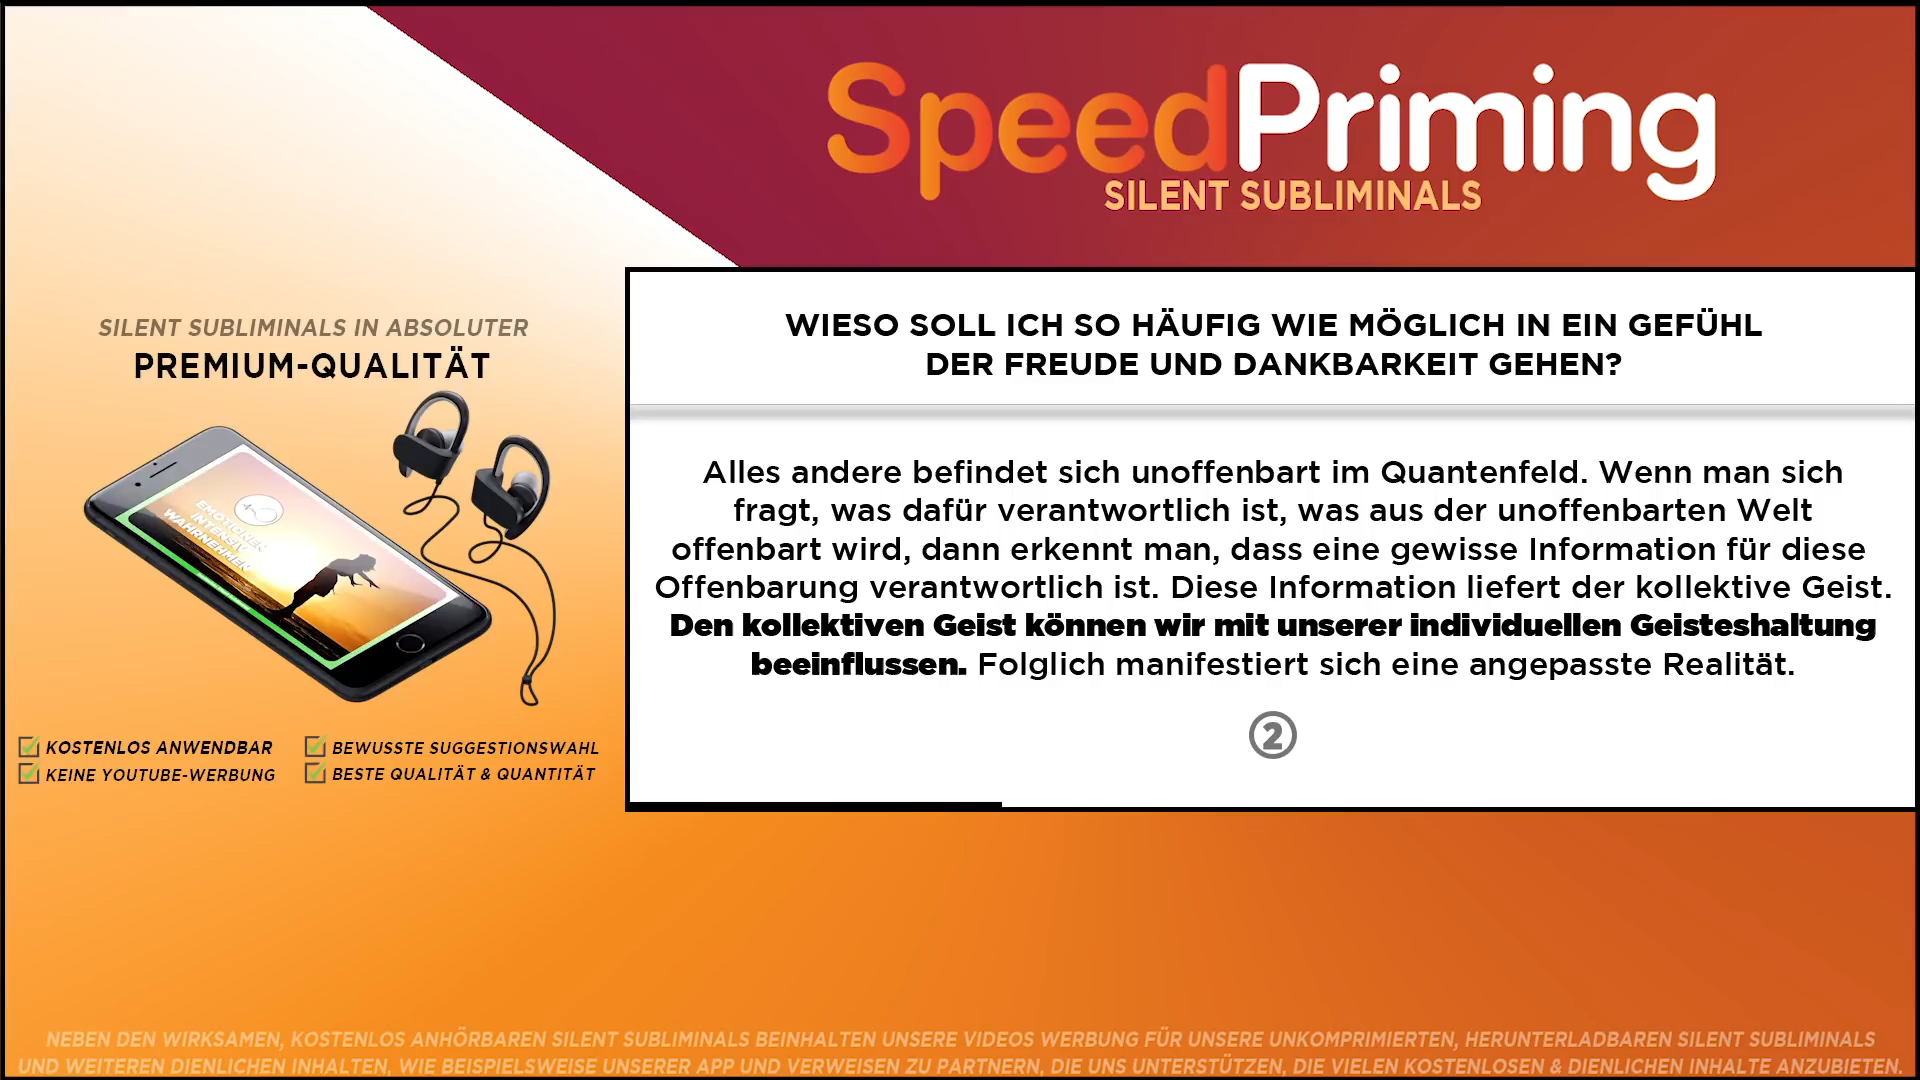 SpeedPriming
SILENT SUBLIMINALS
SILENT SUBLIMINALS IN ABSOLUTER
PREMIUM-QUALITÄT
EMOTIONEN
INTENSIV
WAHRNEHMEN
KOSTENLOS ANWENDBAR
KEINE YOUTUBE-WERBUNG
BEWUSSTE SUGGESTIONSWAHL
BESTE QUALITÄT & QUANTITÄT
WIESO SOLL ICH SO HÄUFIG WIE MÖGLICH IN EIN GEFÜHL
DER FREUDE UND DANKBARKEIT GEHEN?
Alles andere befindet sich unoffenbart im Quantenfeld. Wenn man sich
fragt, was dafür verantwortlich ist, was aus der unoffenbarten Welt
offenbart wird, dann erkennt man, dass eine gewisse Information für diese
Offenbarung verantwortlich ist. Diese Information liefert der kollektive Geist.
Den kollektiven Geist können wir mit unserer individuellen Geisteshaltung
beeinflussen. Folglich manifestiert sich eine angepasste Realität.
2
NEBEN DEN WIRKSAMEN, KOSTENLOS ANHÖRBAREN SILENT SUBLIMINALS BEINHALTEN UNSERE VIDEOS WERBUNG FÜR UNSERE UNKOMPRIMIERTEN, HERUNTERLADBAREN SILENT SUBLIMINALS
UND WEITEREN DIENLICHEN INHALTEN, WIE BEISPIELSWEISE UNSERER APP UND VERWEISEN ZU PARTNERN, DIE UNS UNTERSTÜTZEN, DIE VIELEN KOSTENLOSEN & DIENLICHEN INHALTE ANZUBIETEN.